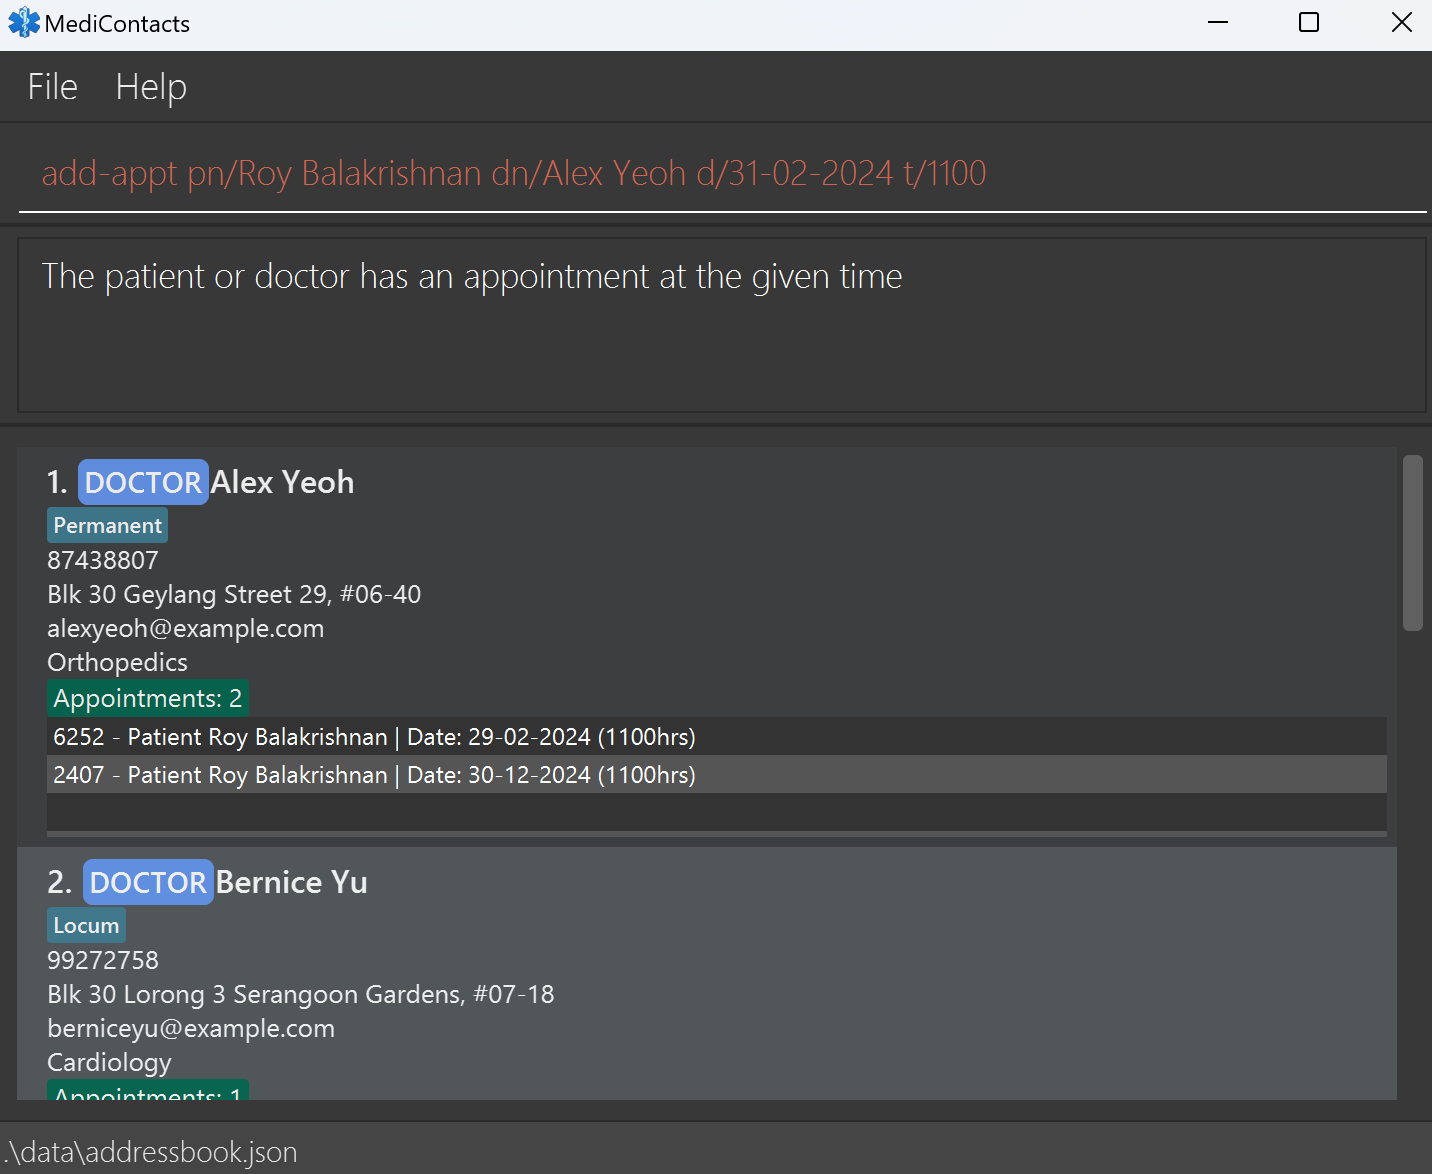 MediContacts
File Help
add-appt pn/Roy Balakrishnan dn/Alex Yeoh d/31-02-2024 t/1100
The patient or doctor has an appointment at the given time
1. DOCTOR Alex Yeoh
Permanent
87438807
Blk 30 Geylang Street 29, #06-40
alexyeoh@example.com
Orthopedics
Appointments: 2
6252 - Patient Roy Balakrishnan | Date: 29-02-2024 (1100hrs)
2407 - Patient Roy Balakrishnan | Date: 30-12-2024 (1100hrs)
2. DOCTOR Bernice Yu
Locum
99272758
Blk 30 Lorong 3 Serangoon Gardens, #07-18
berniceyu@example.com
Cardiology
Appointments: 1
.\data\addressbook.json